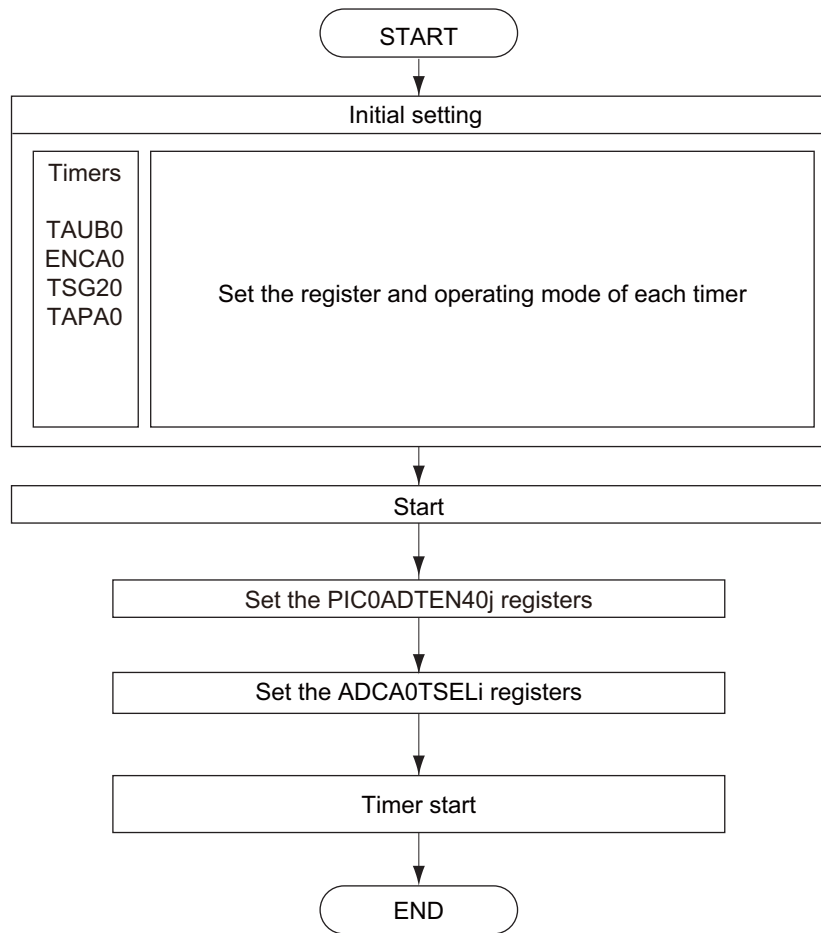 START
Initial setting
Timers
TAUB0
ENCA0
TSG20
TAPA0
Set the register and operating mode of each timer
Start
Set the PIC0ADTEN40j registers
Set the ADCA0TSELi registers
Timer start
END